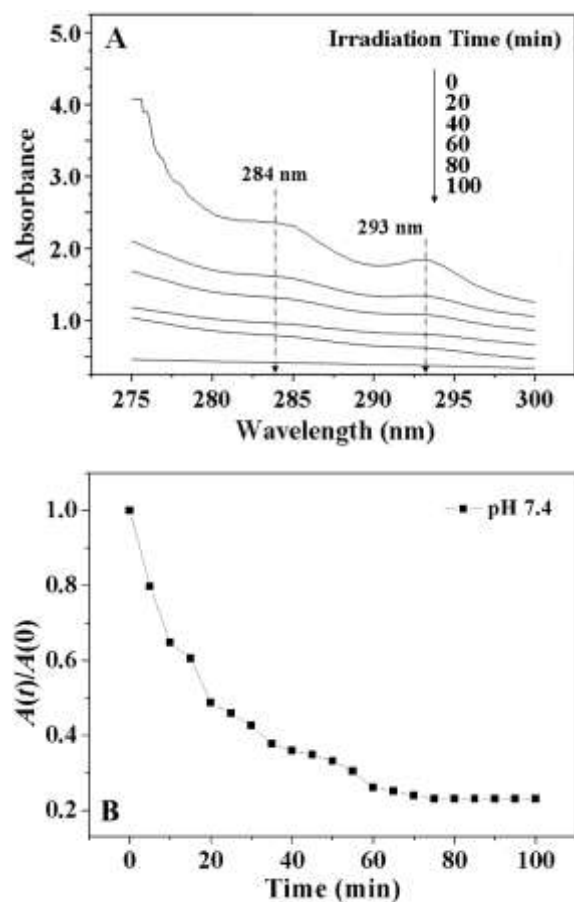 A
Irradiation Time (min)
0
20
40
60
80
100
284 nm
293 nm
5.0
4.0
3.0
2.0
1.0
Absorbance
275 280 285 290 295 300
Wavelength (nm)
pH 7.4
1.0
0.8
0.6
0.4
0.2
A(t)/A(0)
B
0 20 40 60 80 100
Time (min)